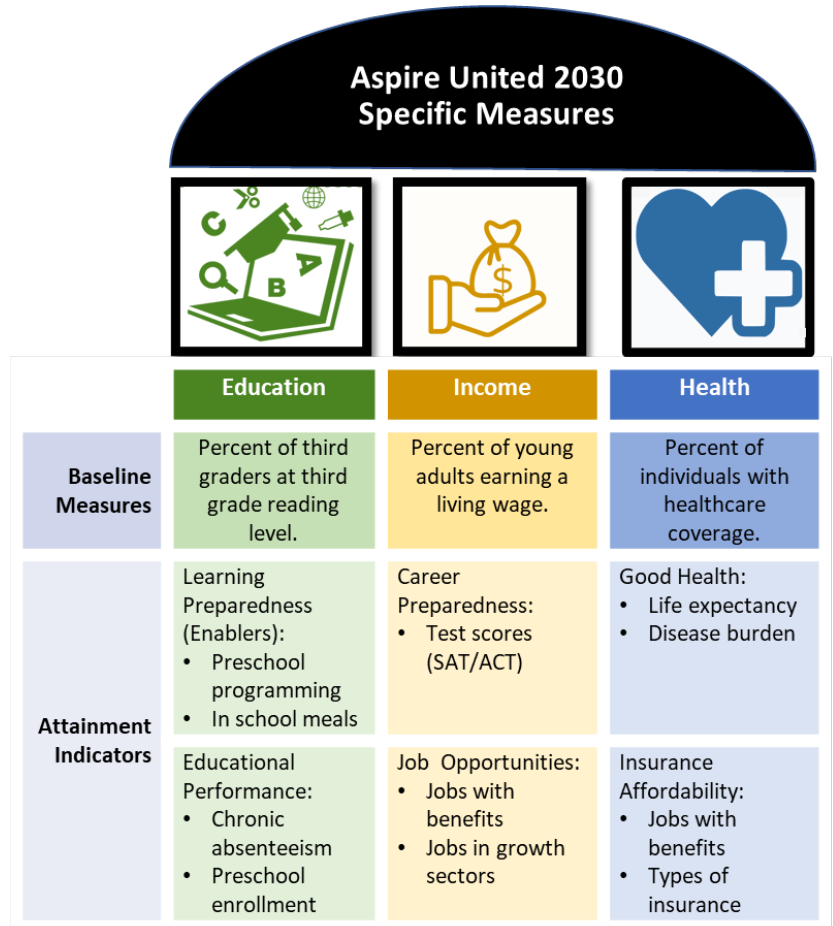 Aspire United 2030
Specific Measures
C
A
B
$
Education
Income
Health
Baseline
Measures
Percent of third
graders at third
grade reading
level.
Percent of young
adults earning a
living wage.
Percent of
individuals with
healthcare
coverage.
Attainment
Indicators
Learning
Preparedness
(Enablers):
• Preschool
programming
• In school meals
Career
Preparedness:
• Test scores
(SAT/ACT)
Good Health:
• Life expectancy
• Disease burden
Educational
Performance:
• Chronic
absenteeism
• Preschool
enrollment
Job Opportunities:
• Jobs with
benefits
• Jobs in growth
sectors
Insurance
Affordability:
• Jobs with
benefits
• Types of
insurance